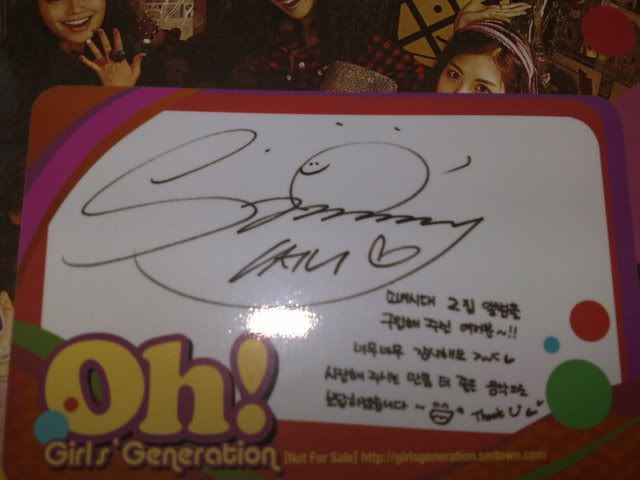 Sunny
써니 ♡
소녀시대 2집 앨범을
구입해 주신 여러분~!!
너무너무 감사해요
사랑해 주시는 만큼 더 좋은 음악으로
보답하겠습니다~ Thank U
Oh!
Girls' Generation [Not For Sale] http://girlsgeneration.smtown.com